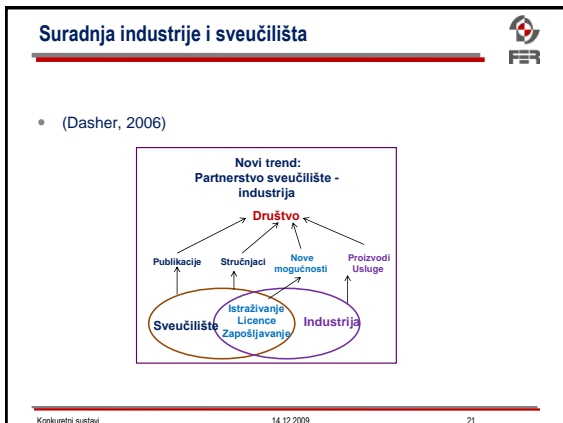 Suradnja industrije i sveučilišta
FER
• (Dasher, 2006)
Novi trend:
Partnerstvo sveučilište -
industrija
Društvo
Publikacije Stručnjaci Nove mogućnosti Proizvodi Usluge
Istraživanje
Licence
Zapošljavanje
Sveučilište
Industrija
Konkuretni sustavi 14.12.2009 21